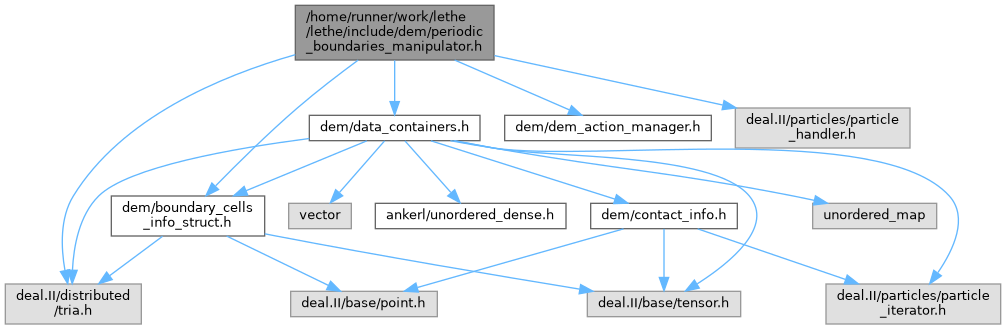 /home/runner/work/lethe
/lethe/include/dem/periodic
_boundaries_manipulator.h
dem/data_containers.h
dem/dem_action_manager.h
deal.II/particles/particle
_handler.h
dem/boundary_cells
_info_struct.h
vector
ankerl/unordered_dense.h
dem/contact_info.h
unordered_map
deal.II/distributed
/tria.h
deal.II/base/point.h
deal.II/base/tensor.h
deal.II/particles/particle
_iterator.h